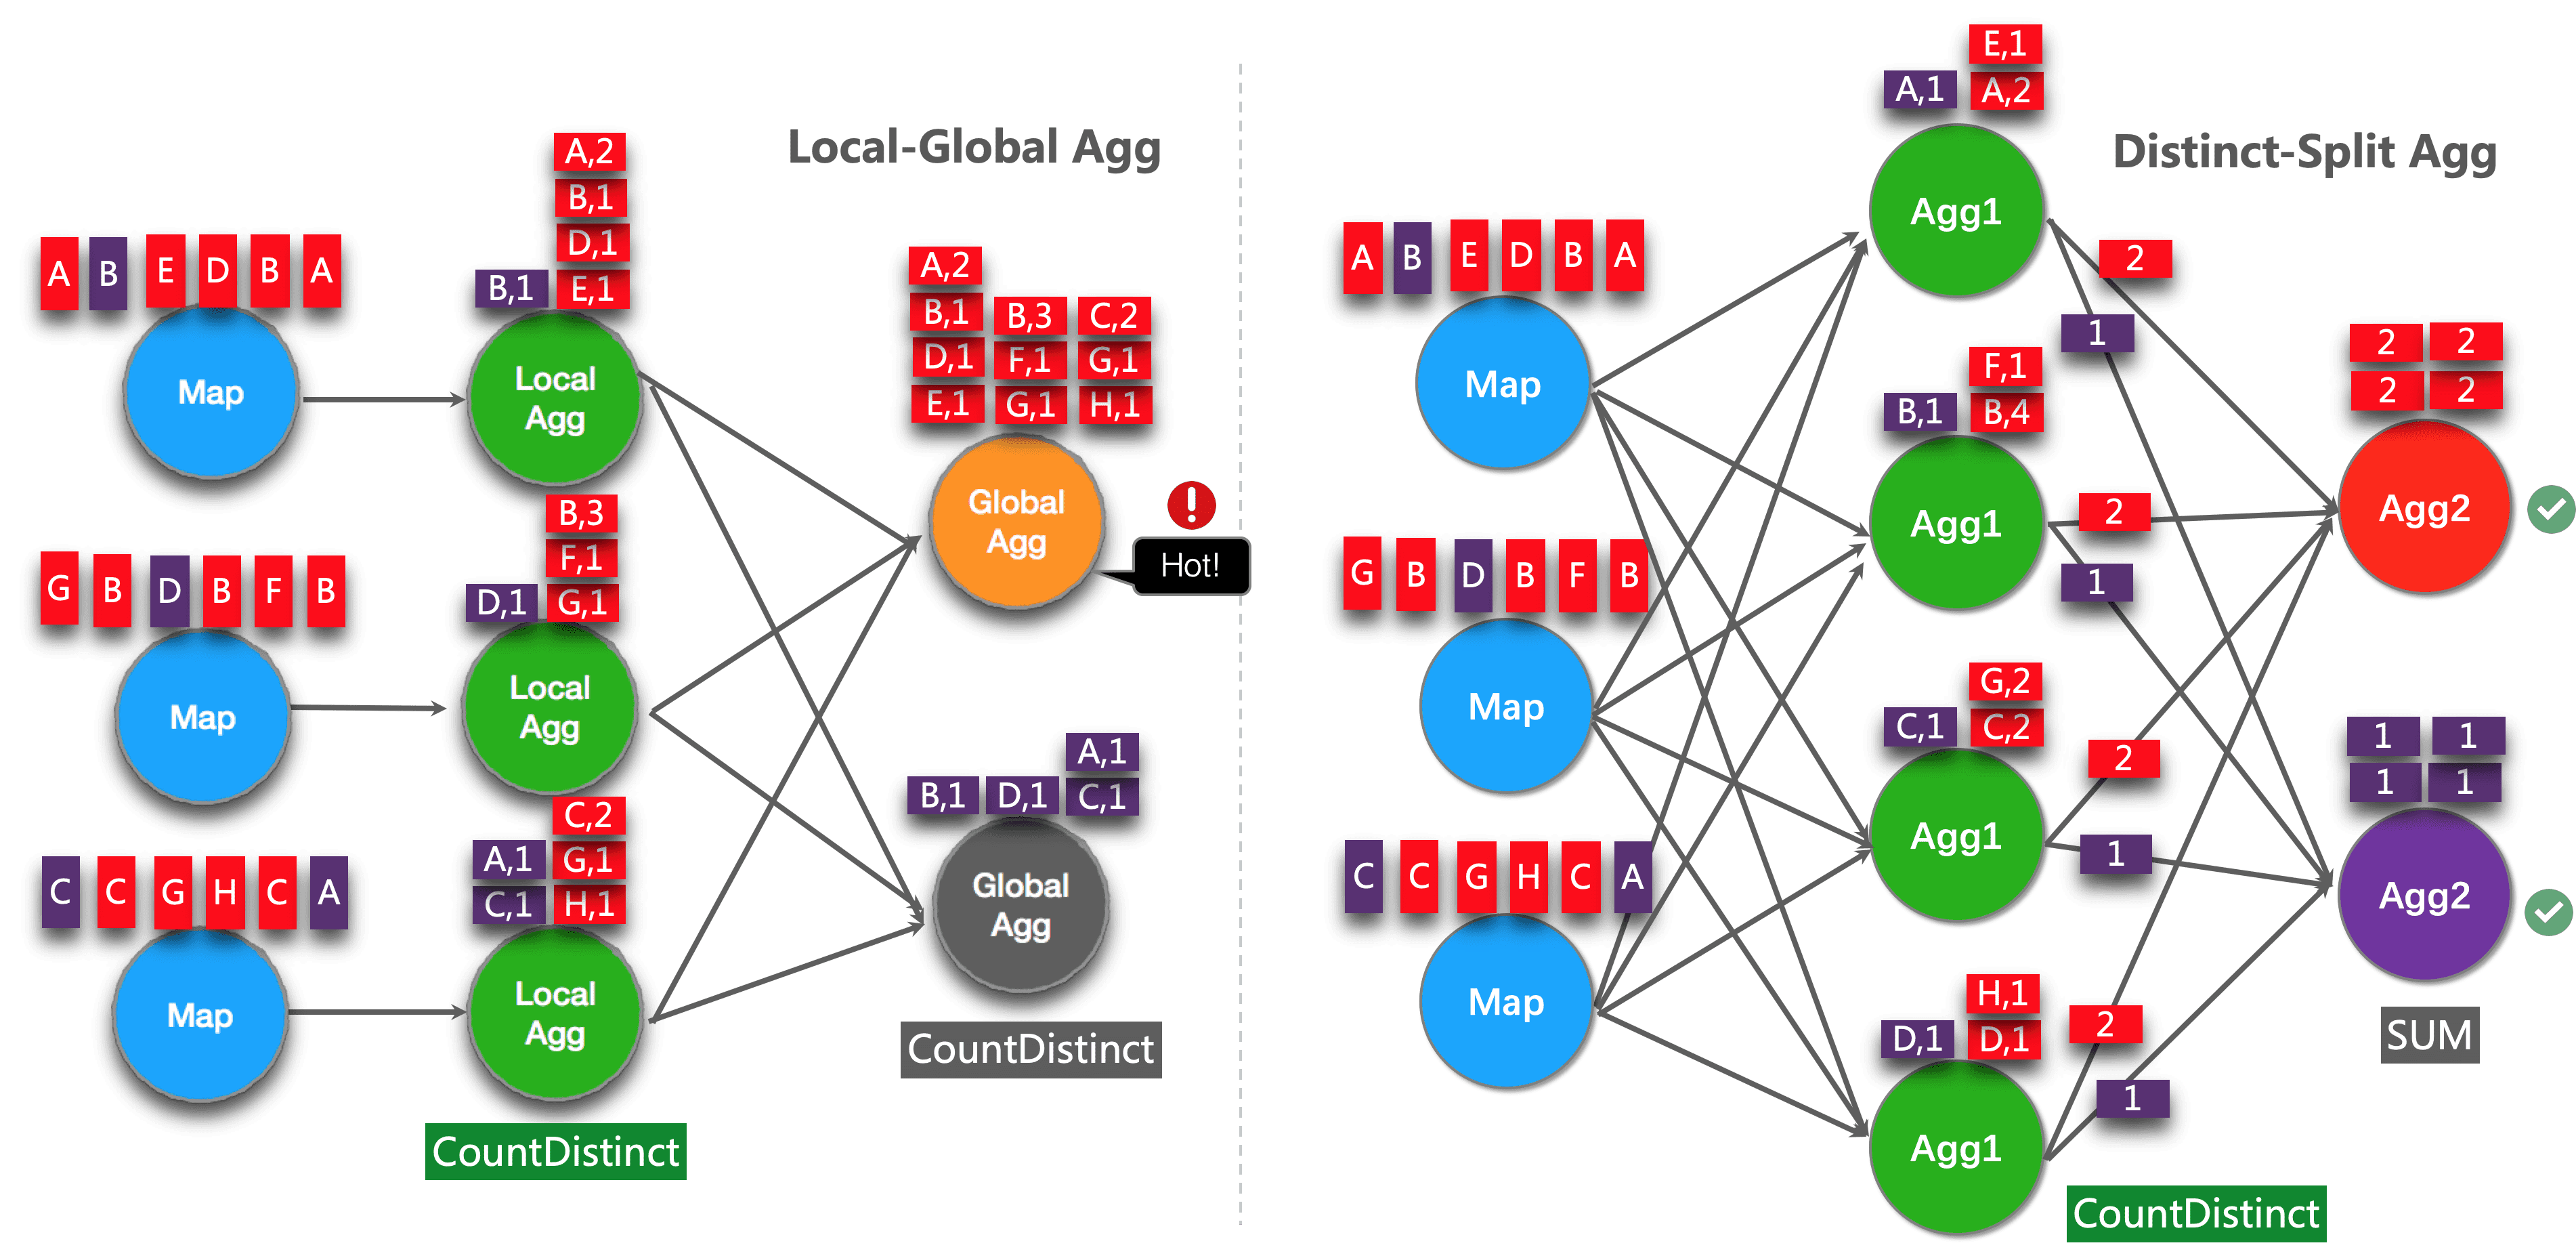 Local-Global Agg
A,2
B,1
D,1
B,1 E,1
A B E D B A
Map
Local
Agg
B,3
F,1
D,1 G,1
G B D B F B
Map
Local
Agg
C,2
A,1 G,1
C,1 H,1
C C G H C A
Map
Local
Agg
CountDistinct
A,2
B,1 B,3 C,2
D,1 F,1 G,1
E,1 G,1 H,1
Global
Agg
Hot!
A,1
B,1 D,1 C,1
Global
Agg
CountDistinct
Distinct-Split Agg
A B E D B A
Map
G B D B F B
Map
C C G H C A
Map
E,1
A,1 A,2
Agg1
2
1
F,1
B,1 B,4
Agg1
2
1
G,2
C,1 C,2
Agg1
2
1
H,1
D,1 D,1
Agg1
2
1
CountDistinct
2 2
2 2
Agg2
1 1
1 1
Agg2
SUM